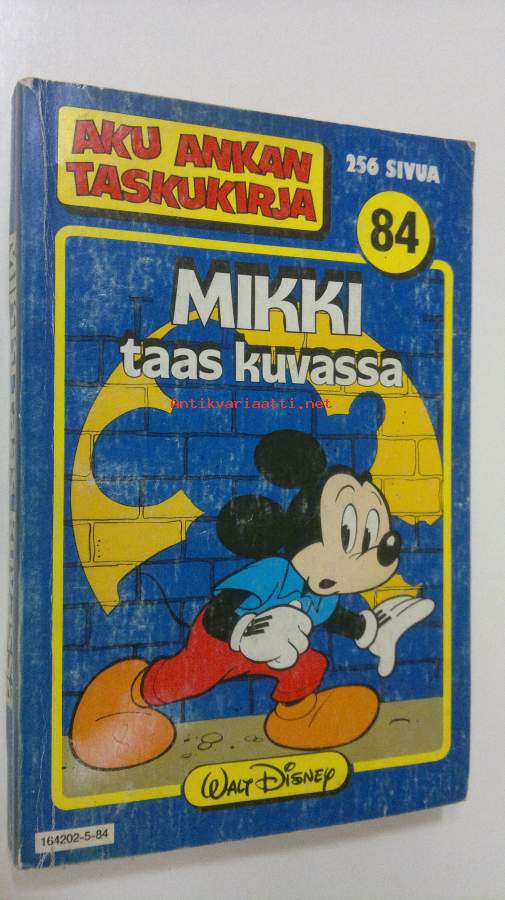 AKU ANKAN
TASKUKIRJA
256 SIVUA
84
MIKKI
taas kuvassa
Antikvariaatti.net
WALT DISNEY
164202-5-84